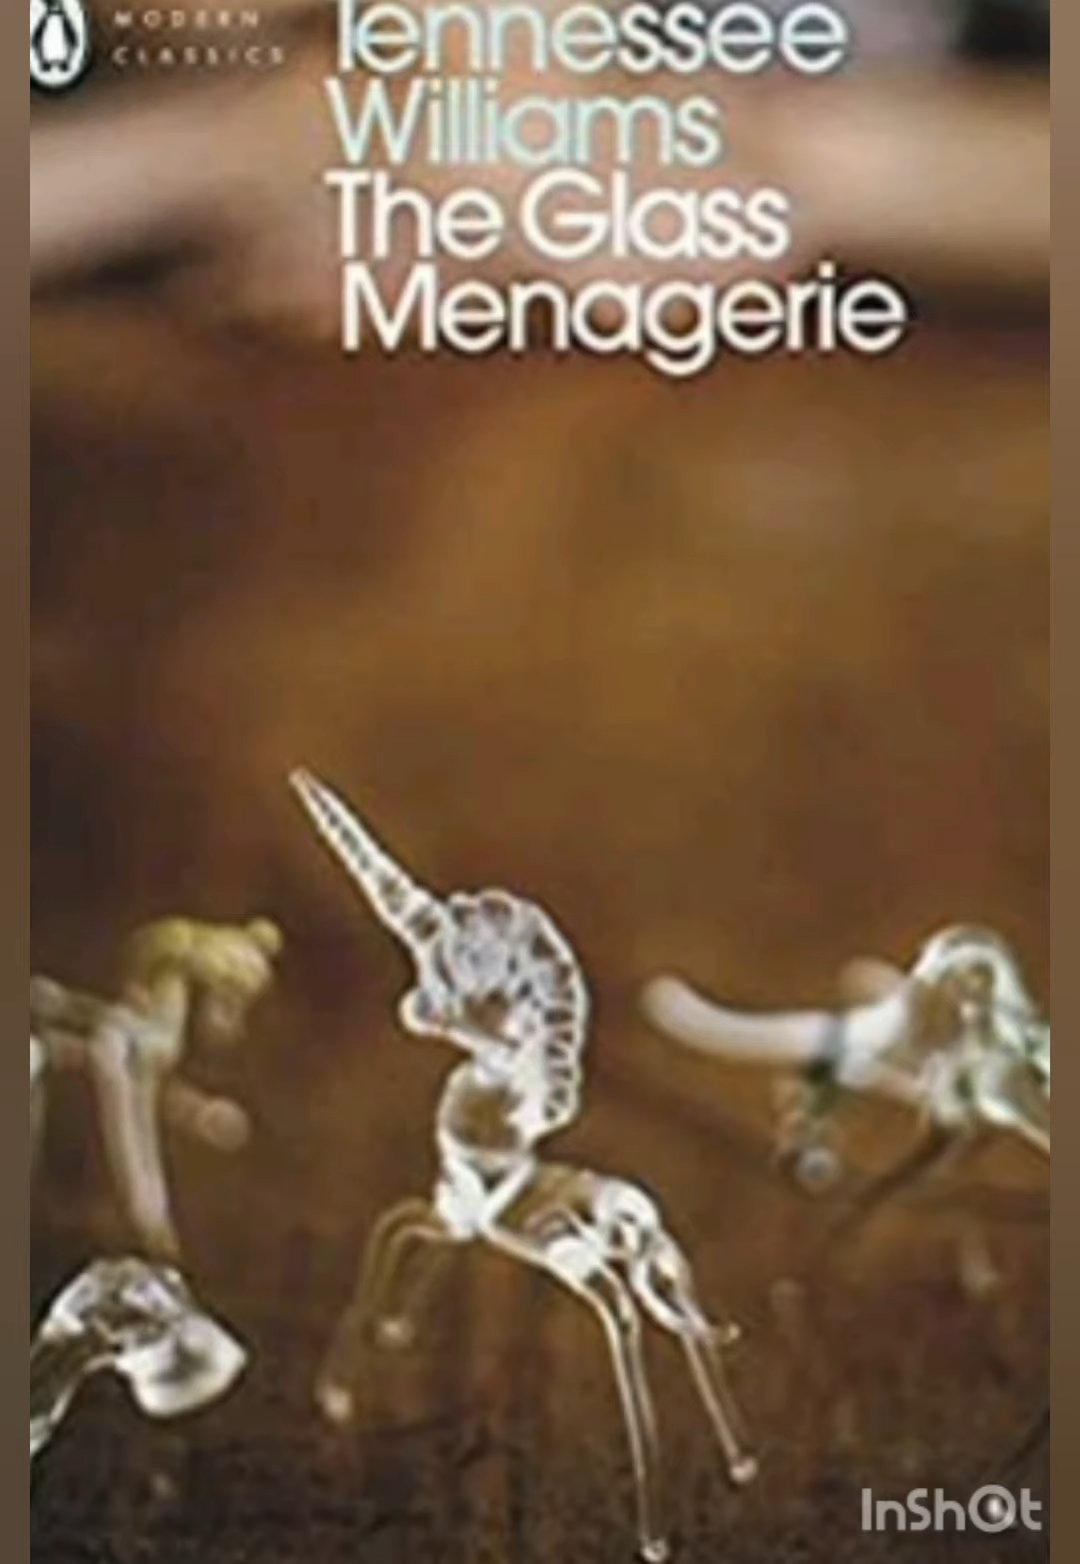 MODERN
CLASSICS
Tennessee
Williams
The Glass
Menagerie
InShOt